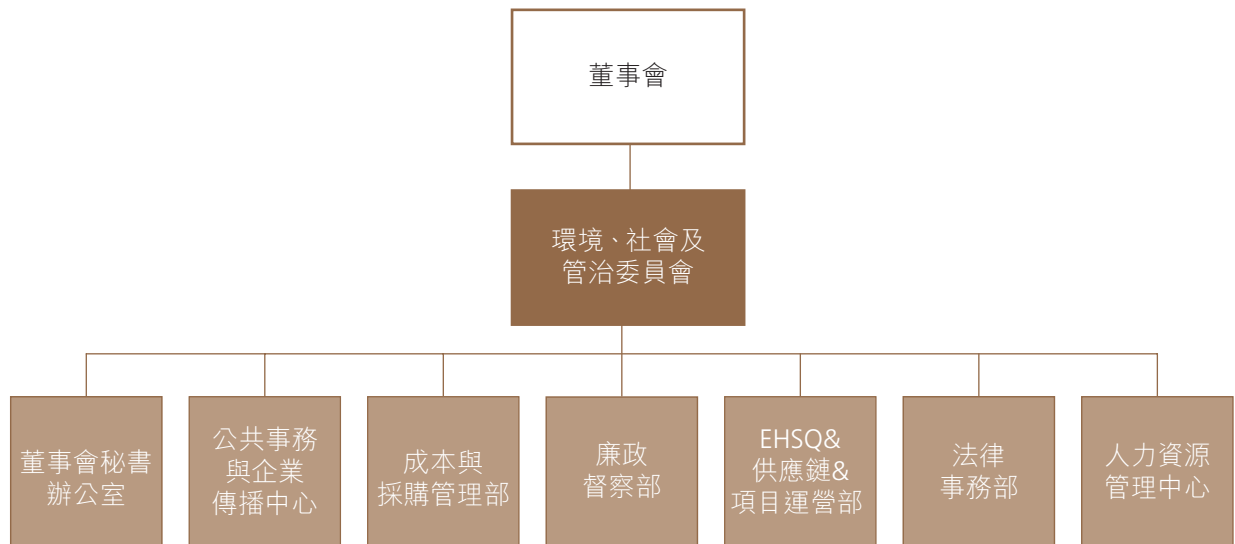 董事會
環境、社會及
管治委員會
董事會秘書
辦公室
公共事務
與企業
傳播中心
成本與
採購管理部
廉政
督察部
EHSQ&
供應鏈&
項目運營部
法律
事務部
人力資源
管理中心